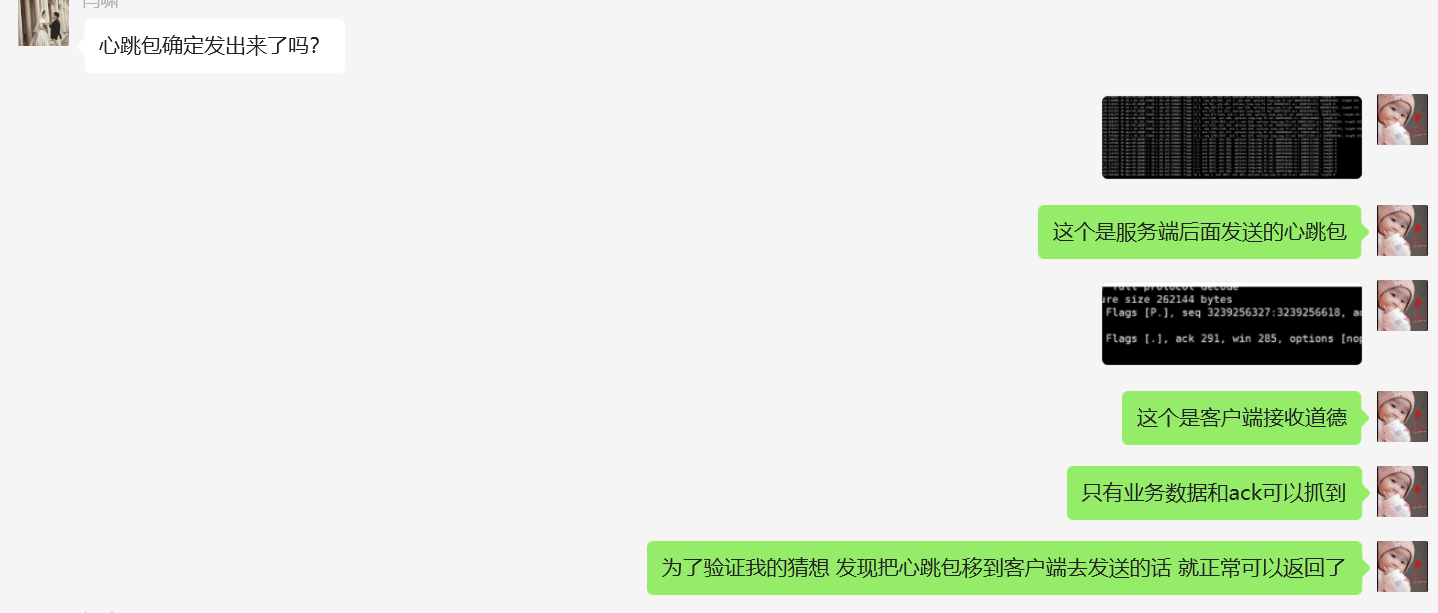 心跳包确定发出来了吗？
这个是服务端后面发送的心跳包
full protocol decode
ure size 262144 bytes
Flags [P.], seq 3239256327:3239256618, a
Flags [.], ack 291, win 285, options [nop
这个是客户端接收道德
只有业务数据和ack可以抓到
为了验证我的猜想 发现把心跳包移到客户端去发送的话 就正常可以返回了